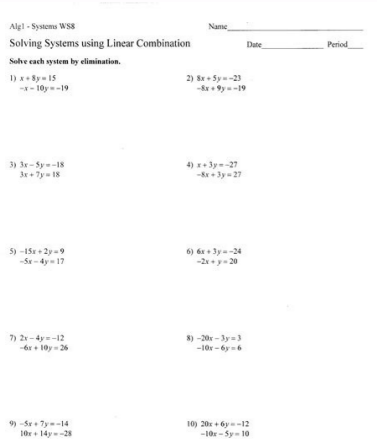 Alg1 - Systems WS8 Name
Solving Systems using Linear Combination Date Period
Solve each system by elimination.
1) x + 8y = 15
-x - 10y = -19
2) 8x + 5y = -23
-8x + 9y = -19
3) 3x - 5y = -18
3x + 7y = 18
4) x + 3y = -27
-8x + 3y = 27
5) -15x + 2y = 9
-5x - 4y = 17
6) 6x + 3y = -24
-2x + y = 20
7) 2x - 4y = -12
-6x + 10y = 26
8) -20x - 3y = 3
-10x - 6y = 6
9) -5x + 7y = -14
10x + 14y = -28
10) 20x + 6y = -12
-10x - 5y = 10